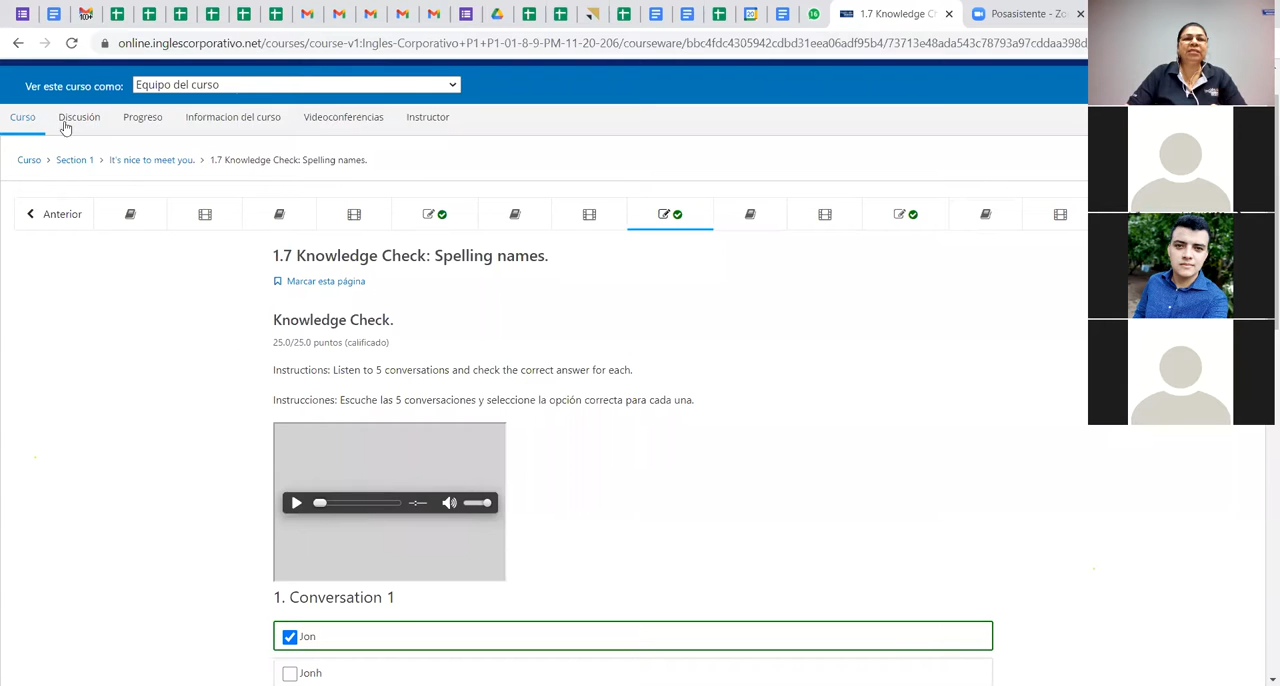 100+
16
1.7 Knowledge Ch
Posasistente - Zo
online.inglescorporativo.net/courses/course-v1:Ingles-Corporativo+P1+P1-01-8-9-PM-11-20-206/courseware/bbc4fdc4305942cdbd31eea06adf95b4/73713e48ada543c78793a97cddaa398d
Ver este curso como:
Equipo del curso
Curso
Discusión
Progreso
Informacion del curso
Videoconferencias
Instructor
Curso > Section 1 > It's nice to meet you. > 1.7 Knowledge Check: Spelling names.
Anterior
1.7 Knowledge Check: Spelling names.
Marcar esta página
Knowledge Check.
25.0/25.0 puntos (calificado)
Instructions: Listen to 5 conversations and check the correct answer for each.
Instrucciones: Escuche las 5 conversaciones y seleccione la opción correcta para cada una.
-:-
1. Conversation 1
Jon
Jonh